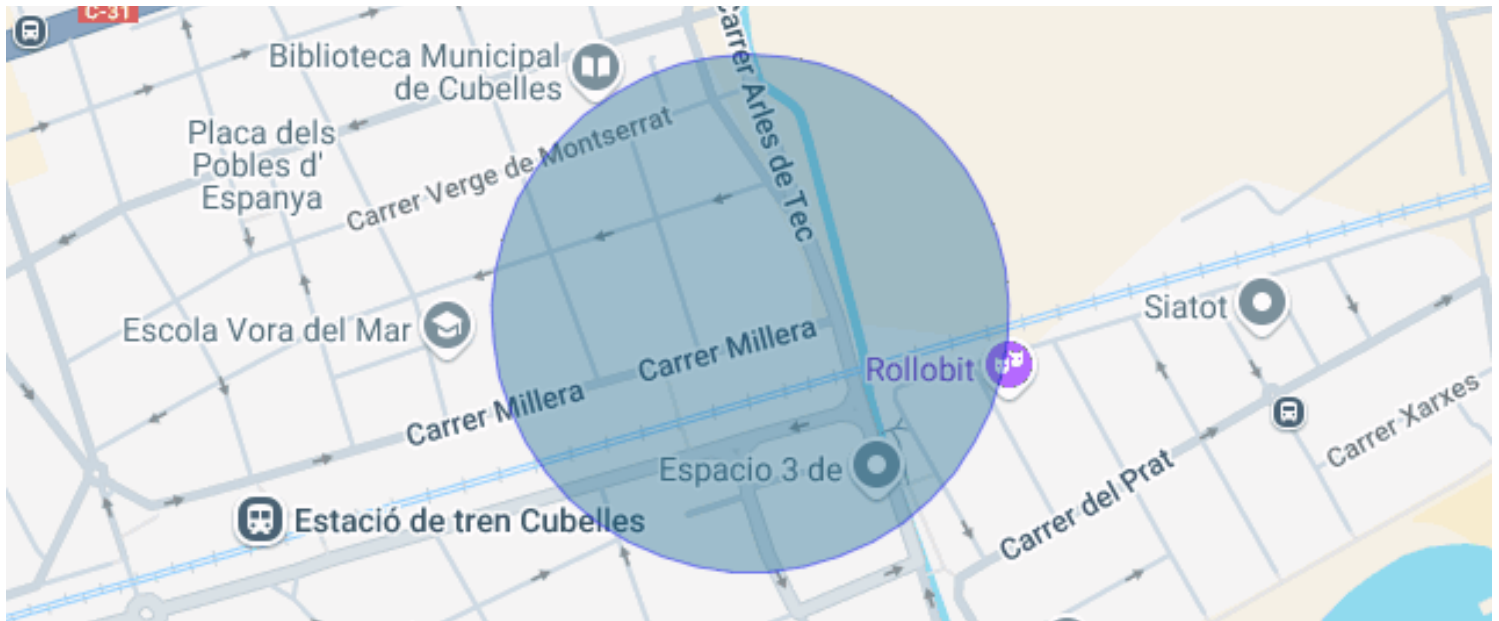 C-31
Biblioteca Municipal
de Cubelles
Carrer Arles de Tec
Placa dels
Pobles d'
Espanya
Carrer Verge de Montserrat
Siatot
Escola Vora del Mar
Carrer Millera
Rollobit
Carrer Millera
Carrer Xarxes
Espacio 3 de
Carrer del Prat
Estació de tren Cubelles